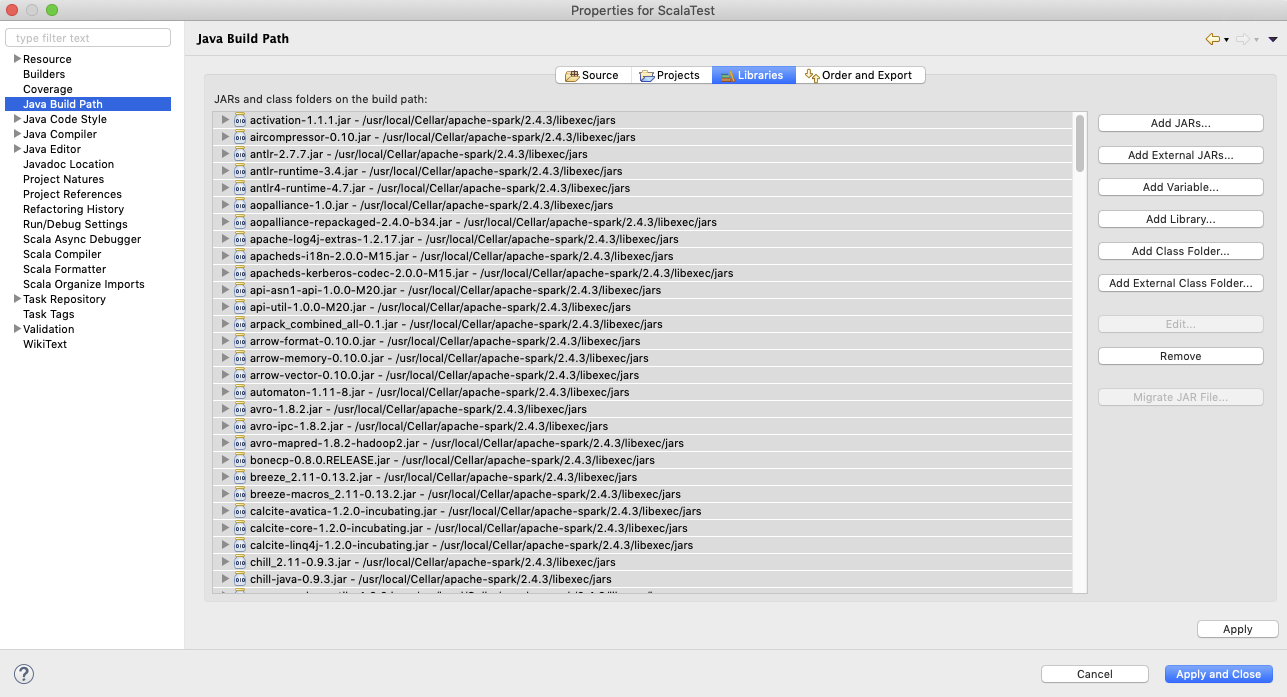 Properties for ScalaTest
type filter text
Resource
Builders
Coverage
Java Build Path
Java Code Style
Java Compiler
Java Editor
Javadoc Location
Project Natures
Project References
Refactoring History
Run/Debug Settings
Scala Async Debugger
Scala Compiler
Scala Formatter
Scala Organize Imports
Task Repository
Task Tags
Validation
WikiText
Java Build Path
Source Projects Libraries Order and Export
JARs and class folders on the build path:
activation-1.1.1.jar - /usr/local/Cellar/apache-spark/2.4.3/libexec/jars
aircompressor-0.10.jar - /usr/local/Cellar/apache-spark/2.4.3/libexec/jars
antlr-2.7.7.jar - /usr/local/Cellar/apache-spark/2.4.3/libexec/jars
antlr-runtime-3.4.jar - /usr/local/Cellar/apache-spark/2.4.3/libexec/jars
antlr4-runtime-4.7.jar - /usr/local/Cellar/apache-spark/2.4.3/libexec/jars
aopalliance-1.0.jar - /usr/local/Cellar/apache-spark/2.4.3/libexec/jars
aopalliance-repackaged-2.4.0-b34.jar - /usr/local/Cellar/apache-spark/2.4.3/libexec/jars
apache-log4j-extras-1.2.17.jar - /usr/local/Cellar/apache-spark/2.4.3/libexec/jars
apacheds-i18n-2.0.0-M15.jar - /usr/local/Cellar/apache-spark/2.4.3/libexec/jars
apacheds-kerberos-codec-2.0.0-M15.jar - /usr/local/Cellar/apache-spark/2.4.3/libexec/jars
api-asn1-api-1.0.0-M20.jar - /usr/local/Cellar/apache-spark/2.4.3/libexec/jars
api-util-1.0.0-M20.jar - /usr/local/Cellar/apache-spark/2.4.3/libexec/jars
arpack_combined_all-0.1.jar - /usr/local/Cellar/apache-spark/2.4.3/libexec/jars
arrow-format-0.10.0.jar - /usr/local/Cellar/apache-spark/2.4.3/libexec/jars
arrow-memory-0.10.0.jar - /usr/local/Cellar/apache-spark/2.4.3/libexec/jars
arrow-vector-0.10.0.jar - /usr/local/Cellar/apache-spark/2.4.3/libexec/jars
automaton-1.11-8.jar - /usr/local/Cellar/apache-spark/2.4.3/libexec/jars
avro-1.8.2.jar - /usr/local/Cellar/apache-spark/2.4.3/libexec/jars
avro-ipc-1.8.2.jar - /usr/local/Cellar/apache-spark/2.4.3/libexec/jars
avro-mapred-1.8.2-hadoop2.jar - /usr/local/Cellar/apache-spark/2.4.3/libexec/jars
bonecp-0.8.0.RELEASE.jar - /usr/local/Cellar/apache-spark/2.4.3/libexec/jars
breeze_2.11-0.13.2.jar - /usr/local/Cellar/apache-spark/2.4.3/libexec/jars
breeze-macros_2.11-0.13.2.jar - /usr/local/Cellar/apache-spark/2.4.3/libexec/jars
calcite-avatica-1.2.0-incubating.jar - /usr/local/Cellar/apache-spark/2.4.3/libexec/jars
calcite-core-1.2.0-incubating.jar - /usr/local/Cellar/apache-spark/2.4.3/libexec/jars
calcite-linq4j-1.2.0-incubating.jar - /usr/local/Cellar/apache-spark/2.4.3/libexec/jars
chill_2.11-0.9.3.jar - /usr/local/Cellar/apache-spark/2.4.3/libexec/jars
chill-java-0.9.3.jar - /usr/local/Cellar/apache-spark/2.4.3/libexec/jars
Add JARs...
Add External JARs...
Add Variable...
Add Library...
Add Class Folder...
Add External Class Folder...
Edit...
Remove
Migrate JAR File...
Apply
Cancel
Apply and Close